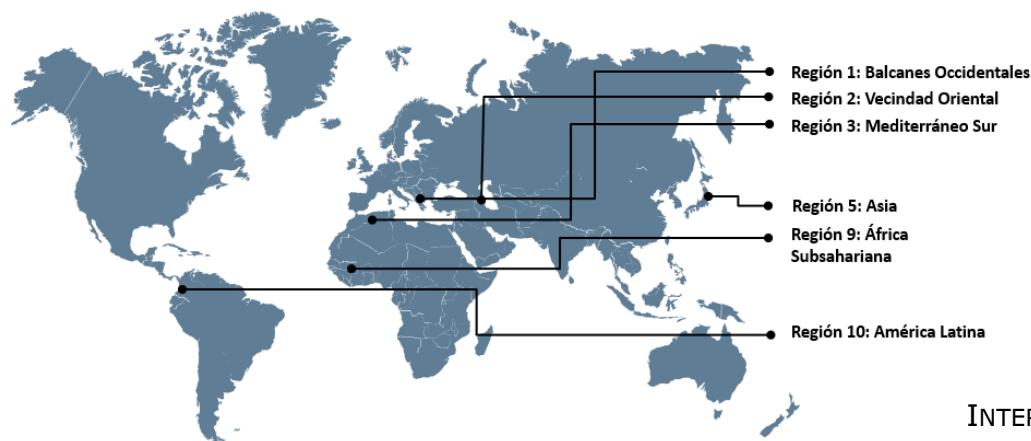 Región 1: Balcanes Occidentales
Región 2: Vecindad Oriental
Región 3: Mediterráneo Sur
Región 5: Asia
Región 9: África
Subsahariana
Región 10: América Latina